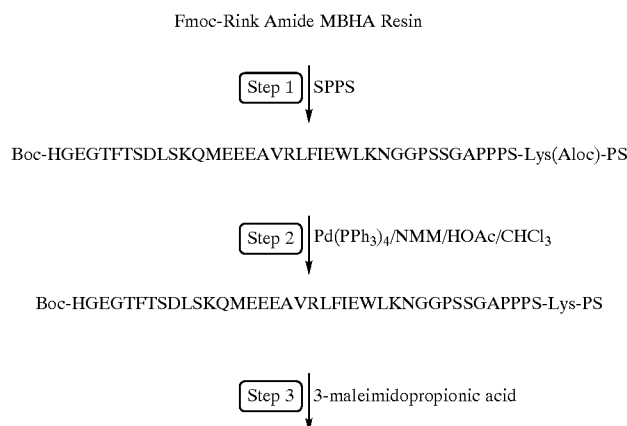 Fmoc-Rink Amide MBHA Resin
Step 1 SPPS
Boc-HGEGTFTSDLSKQMEEEAVRLFIEWLKNGGPSSGAPPPS-Lys(Aloc)-PS
Step 2 Pd(PPh3)4/NMM/HOAc/CHCl3
Boc-HGEGTFTSDLSKQMEEEAVRLFIEWLKNGGPSSGAPPPS-Lys-PS
Step 3 3-maleimidopropionic acid